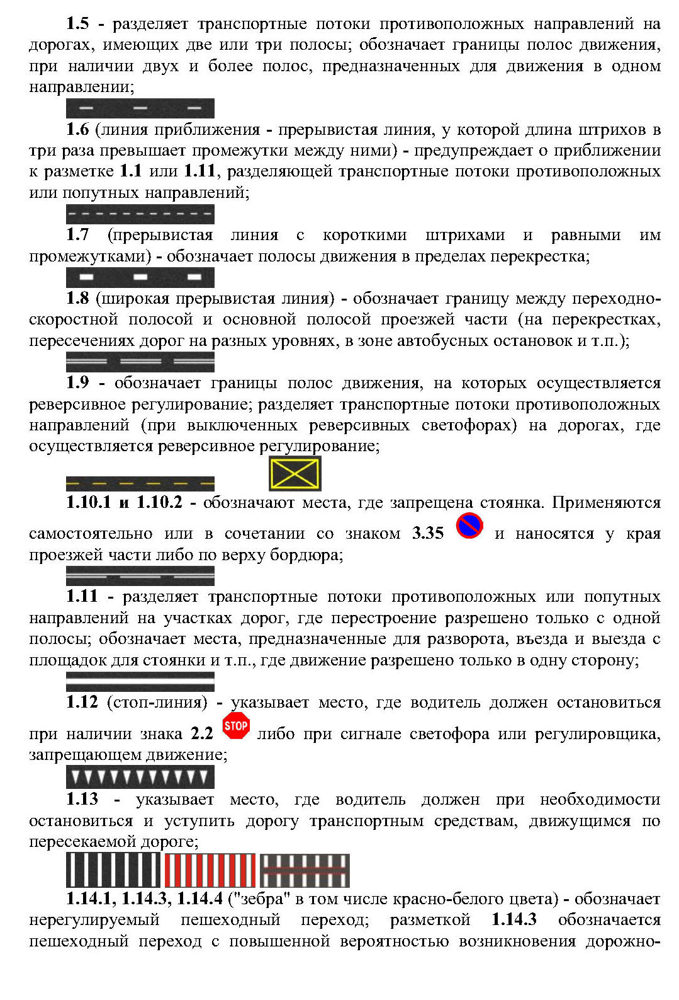 1.5 - разделяет транспортные потоки противоположных направлений на
дорогах, имеющих две или три полосы; обозначает границы полос движения,
при наличии двух и более полос, предназначенных для движения в одном
направлении;
1.6 (линия приближения - прерывистая линия, у которой длина штрихов в
три раза превышает промежутки между ними) - предупреждает о приближении
к разметке 1.1 или 1.11, разделяющей транспортные потоки противоположных
или попутных направлений;
1.7 (прерывистая линия с короткими штрихами и равными им
промежутками) - обозначает полосы движения в пределах перекрестка;
1.8 (широкая прерывистая линия) - обозначает границу между переходно-
скоростной полосой и основной полосой проезжей части (на перекрестках,
пересечениях дорог на разных уровнях, в зоне автобусных остановок и т.п.);
1.9 - обозначает границы полос движения, на которых осуществляется
реверсивное регулирование; разделяет транспортные потоки противоположных
направлений (при выключенных реверсивных светофорах) на дорогах, где
осуществляется реверсивное регулирование;
1.10.1 и 1.10.2 - обозначают места, где запрещена стоянка. Применяются
самостоятельно или в сочетании со знаком 3.35 и наносятся у края
проезжей части либо по верху бордюра;
1.11 - разделяет транспортные потоки противоположных или попутных
направлений на участках дорог, где перестроение разрешено только с одной
полосы; обозначает места, предназначенные для разворота, въезда и выезда с
площадок для стоянки и т.п., где движение разрешено только в одну сторону;
1.12 (стоп-линия) - указывает место, где водитель должен остановиться
при наличии знака 2.2 STOP либо при сигнале светофора или регулировщика,
запрещающем движение;
1.13 - указывает место, где водитель должен при необходимости
остановиться и уступить дорогу транспортным средствам, движущимся по
пересекаемой дороге;
1.14.1, 1.14.3, 1.14.4 ("зебра" в том числе красно-белого цвета) - обозначает
нерегулируемый пешеходный переход; разметкой 1.14.3 обозначается
пешеходный переход с повышенной вероятностью возникновения дорожно-